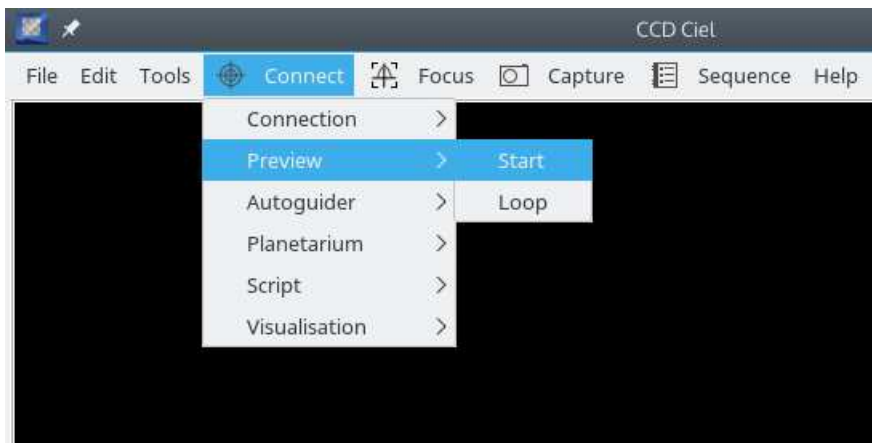 CCD Ciel
File Edit Tools Connect Focus Capture Sequence Help
Connection
Preview Start
Autoguider Loop
Planetarium
Script
Visualisation